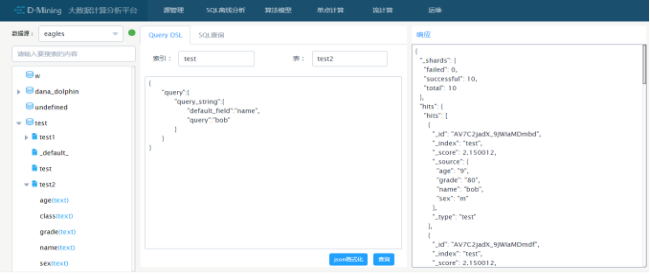 D-Mining 大数据计算分析平台 资源管理 SQL离线分析 算法模型 单点计算 流计算 运维
数据源： eagles
请输入要搜索的内容
w
dana_dolphin
undefined
test
test1
_default_
test
test2
age(text)
class(text)
grade(text)
name(text)
sex(text)
Query DSL SQL查询
索引： test 表： test2
{
"query":{
"query_string":{
"default_field":"name",
"query":"bob"
}
}
}
json格式化 查询
响应
{
"_shards": {
"failed": 0,
"successful": 10,
"total": 10
},
"hits": {
"hits": [
{
"_id": "AV7C2jadX_9JWIaMDmbd",
"_index": "test",
"_score": 2.150012,
"_source": {
"age": "9",
"grade": "80",
"name": "bob",
"sex": "m"
},
"_type": "test"
},
{
"_id": "AV7C2jadX_9JWIaMDmdf",
"_index": "test",
"_score": 2.150012,